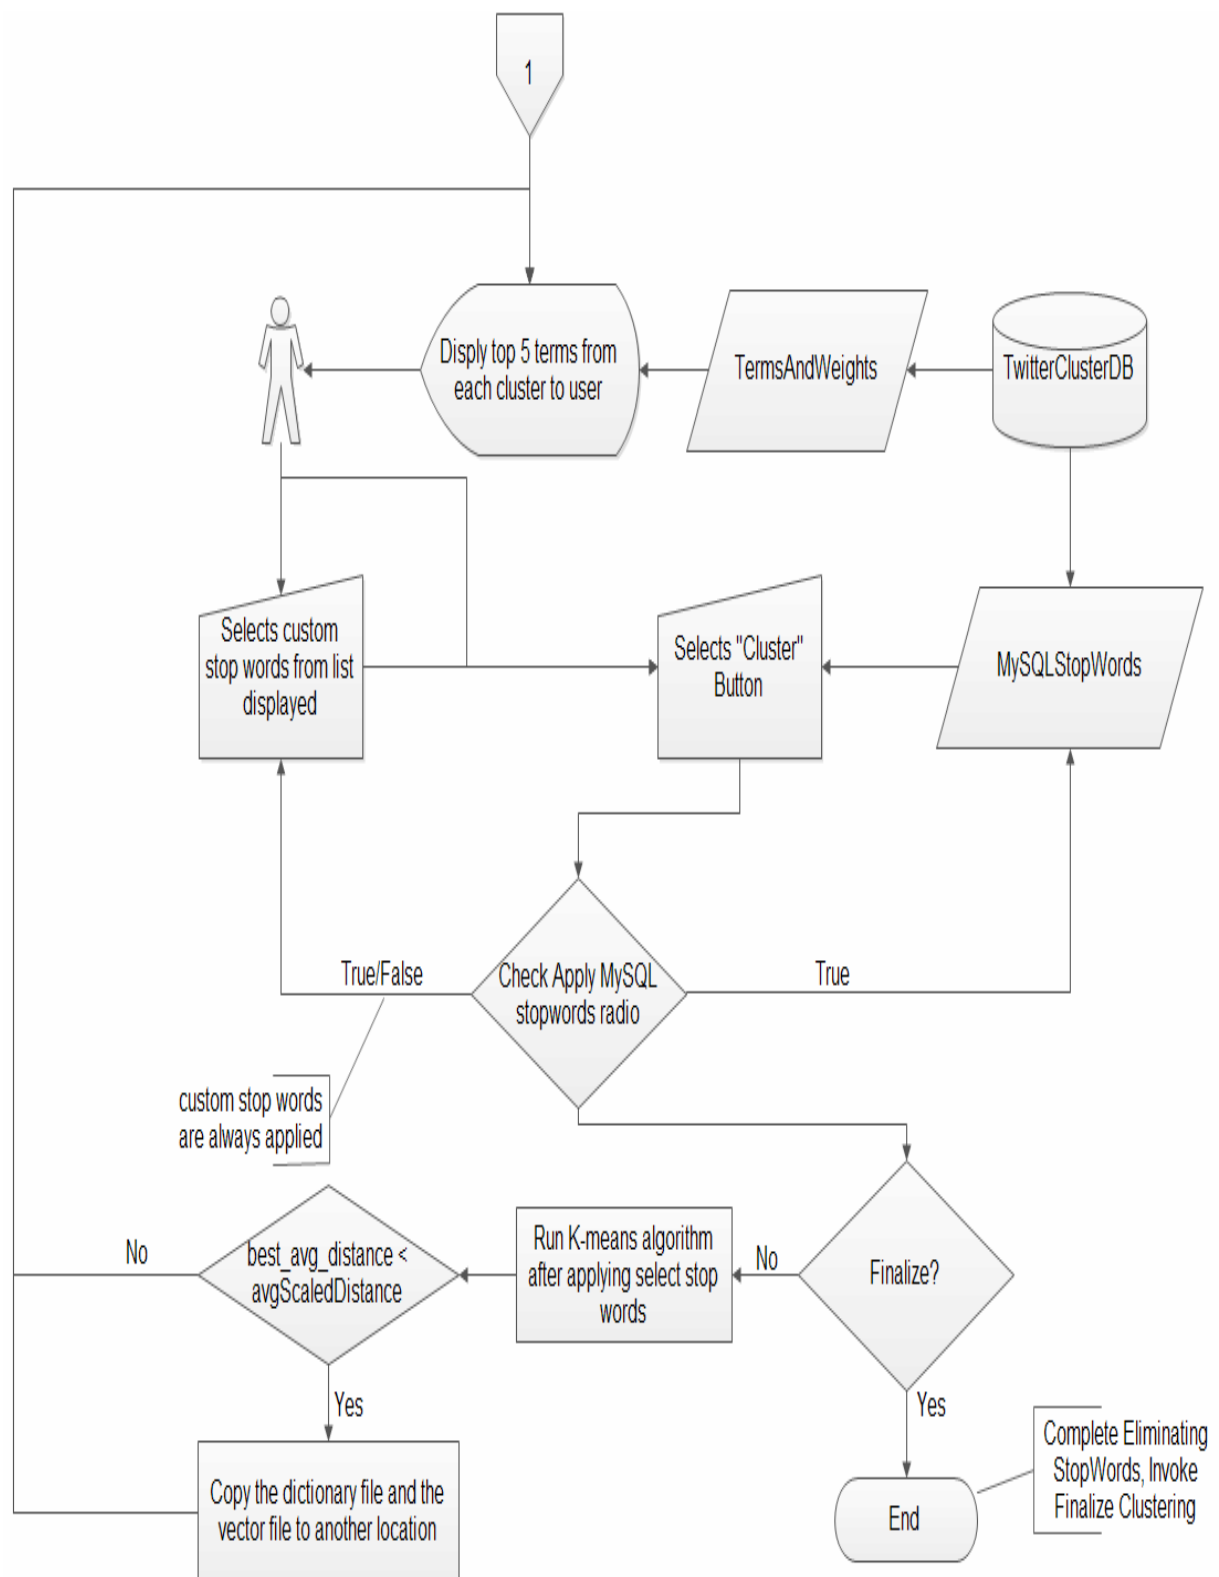 1
Disply top 5 terms from
each cluster to user
TermsAndWeights
TwitterClusterDB
Selects custom
stop words from list
displayed
Selects "Cluster"
Button
MySQLStopWords
True/False
Check Apply MySQL
stopwords radio
True
custom stop words
are always applied
No
best_avg_distance <
avgScaledDistance
Run K-means algorithm
after applying select stop
words
No
Finalize?
Yes
Yes
Copy the dictionary file and the
vector file to another location
End
Complete Eliminating
StopWords, Invoke
Finalize Clustering